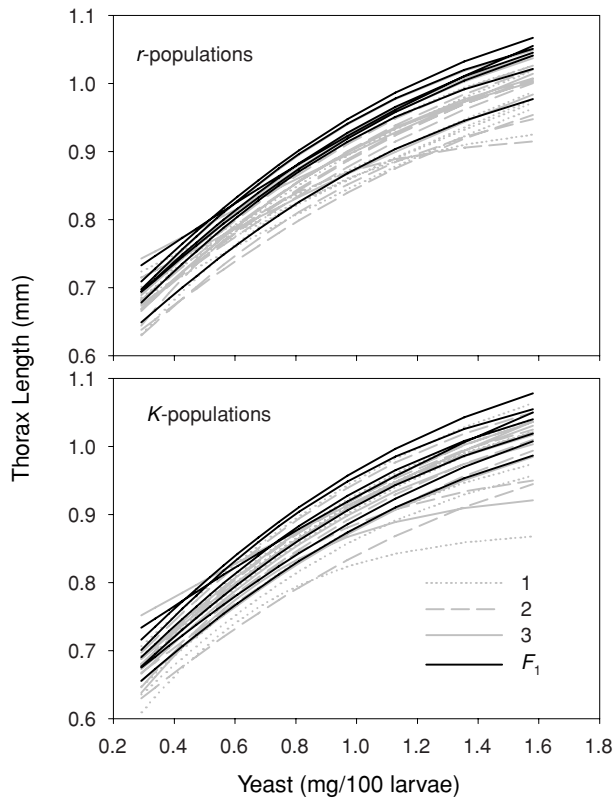 1.1
r-populations
1.0
0.9
0.8
0.7
0.6
Thorax Length (mm)
1.1
K-populations
1.0
0.9
0.8
0.7
0.6
1
2
3
F₁
0.2 0.4 0.6 0.8 1.0 1.2 1.4 1.6 1.8
Yeast (mg/100 larvae)